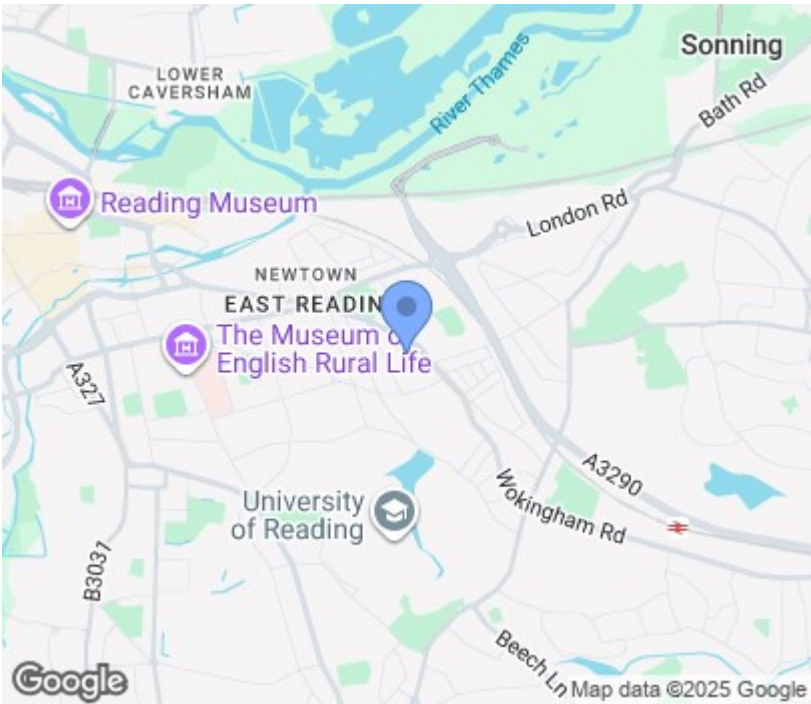 Sonning
LOWER
CAVERSHAM
River Thames
Bath Rd
Reading Museum
London Rd
NEWTOWN
EAST READIN
The Museum o
English Rural Life
A327
A3290
University
of Reading
Wokingham Rd
B3031
Beech Ln
Google
Map data ©2025 Google